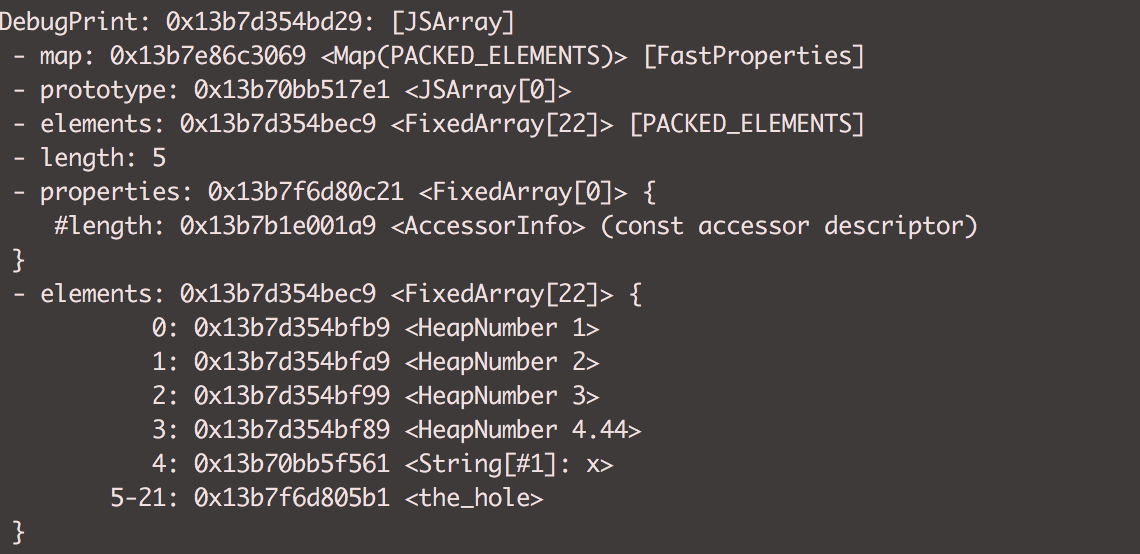 DebugPrint: 0x13b7d354bd29: [JSArray]
- map: 0x13b7e86c3069 <Map(PACKED_ELEMENTS)> [FastProperties]
- prototype: 0x13b70bb517e1 <JSArray[0]>
- elements: 0x13b7d354bec9 <FixedArray[22]> [PACKED_ELEMENTS]
- length: 5
- properties: 0x13b7f6d80c21 <FixedArray[0]> {
#length: 0x13b7b1e001a9 <AccessorInfo> (const accessor descriptor)
}
- elements: 0x13b7d354bec9 <FixedArray[22]> {
0: 0x13b7d354bfb9 <HeapNumber 1>
1: 0x13b7d354bfa9 <HeapNumber 2>
2: 0x13b7d354bf99 <HeapNumber 3>
3: 0x13b7d354bf89 <HeapNumber 4.44>
4: 0x13b70bb5f561 <String[#1]: x>
5-21: 0x13b7f6d805b1 <the_hole>
}